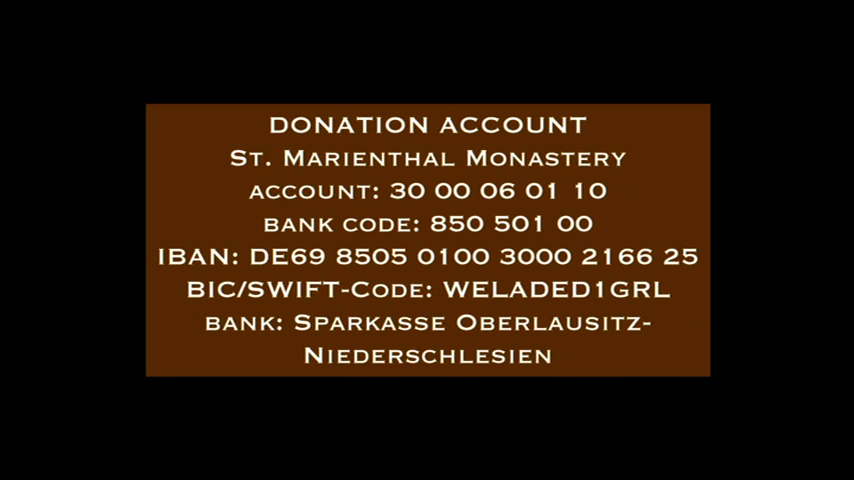 DONATION ACCOUNT
ST. MARIENTHAL MONASTERY
ACCOUNT: 30 00 06 01 10
BANK CODE: 850 501 00
IBAN: DE69 8505 0100 3000 2166 25
BIC/SWIFT-CODE: WELADED1GRL
BANK: SPARKASSE OBERLAUSITZ-
NIEDERSCHLESIEN